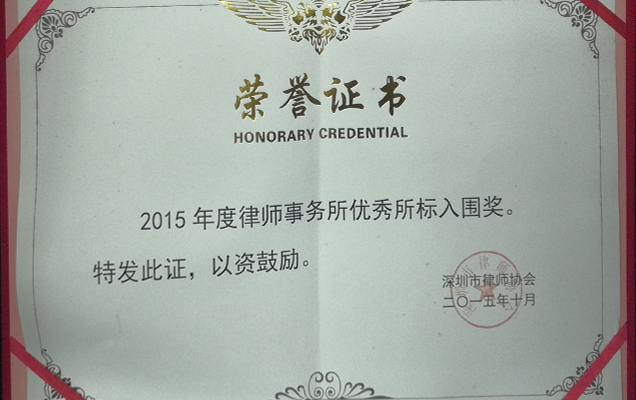 荣誉证书
HONORARY CREDENTIAL
2015 年度律师事务所优秀所标入围奖。
特发此证，以资鼓励。
深圳市律师协会
二〇一五年十月